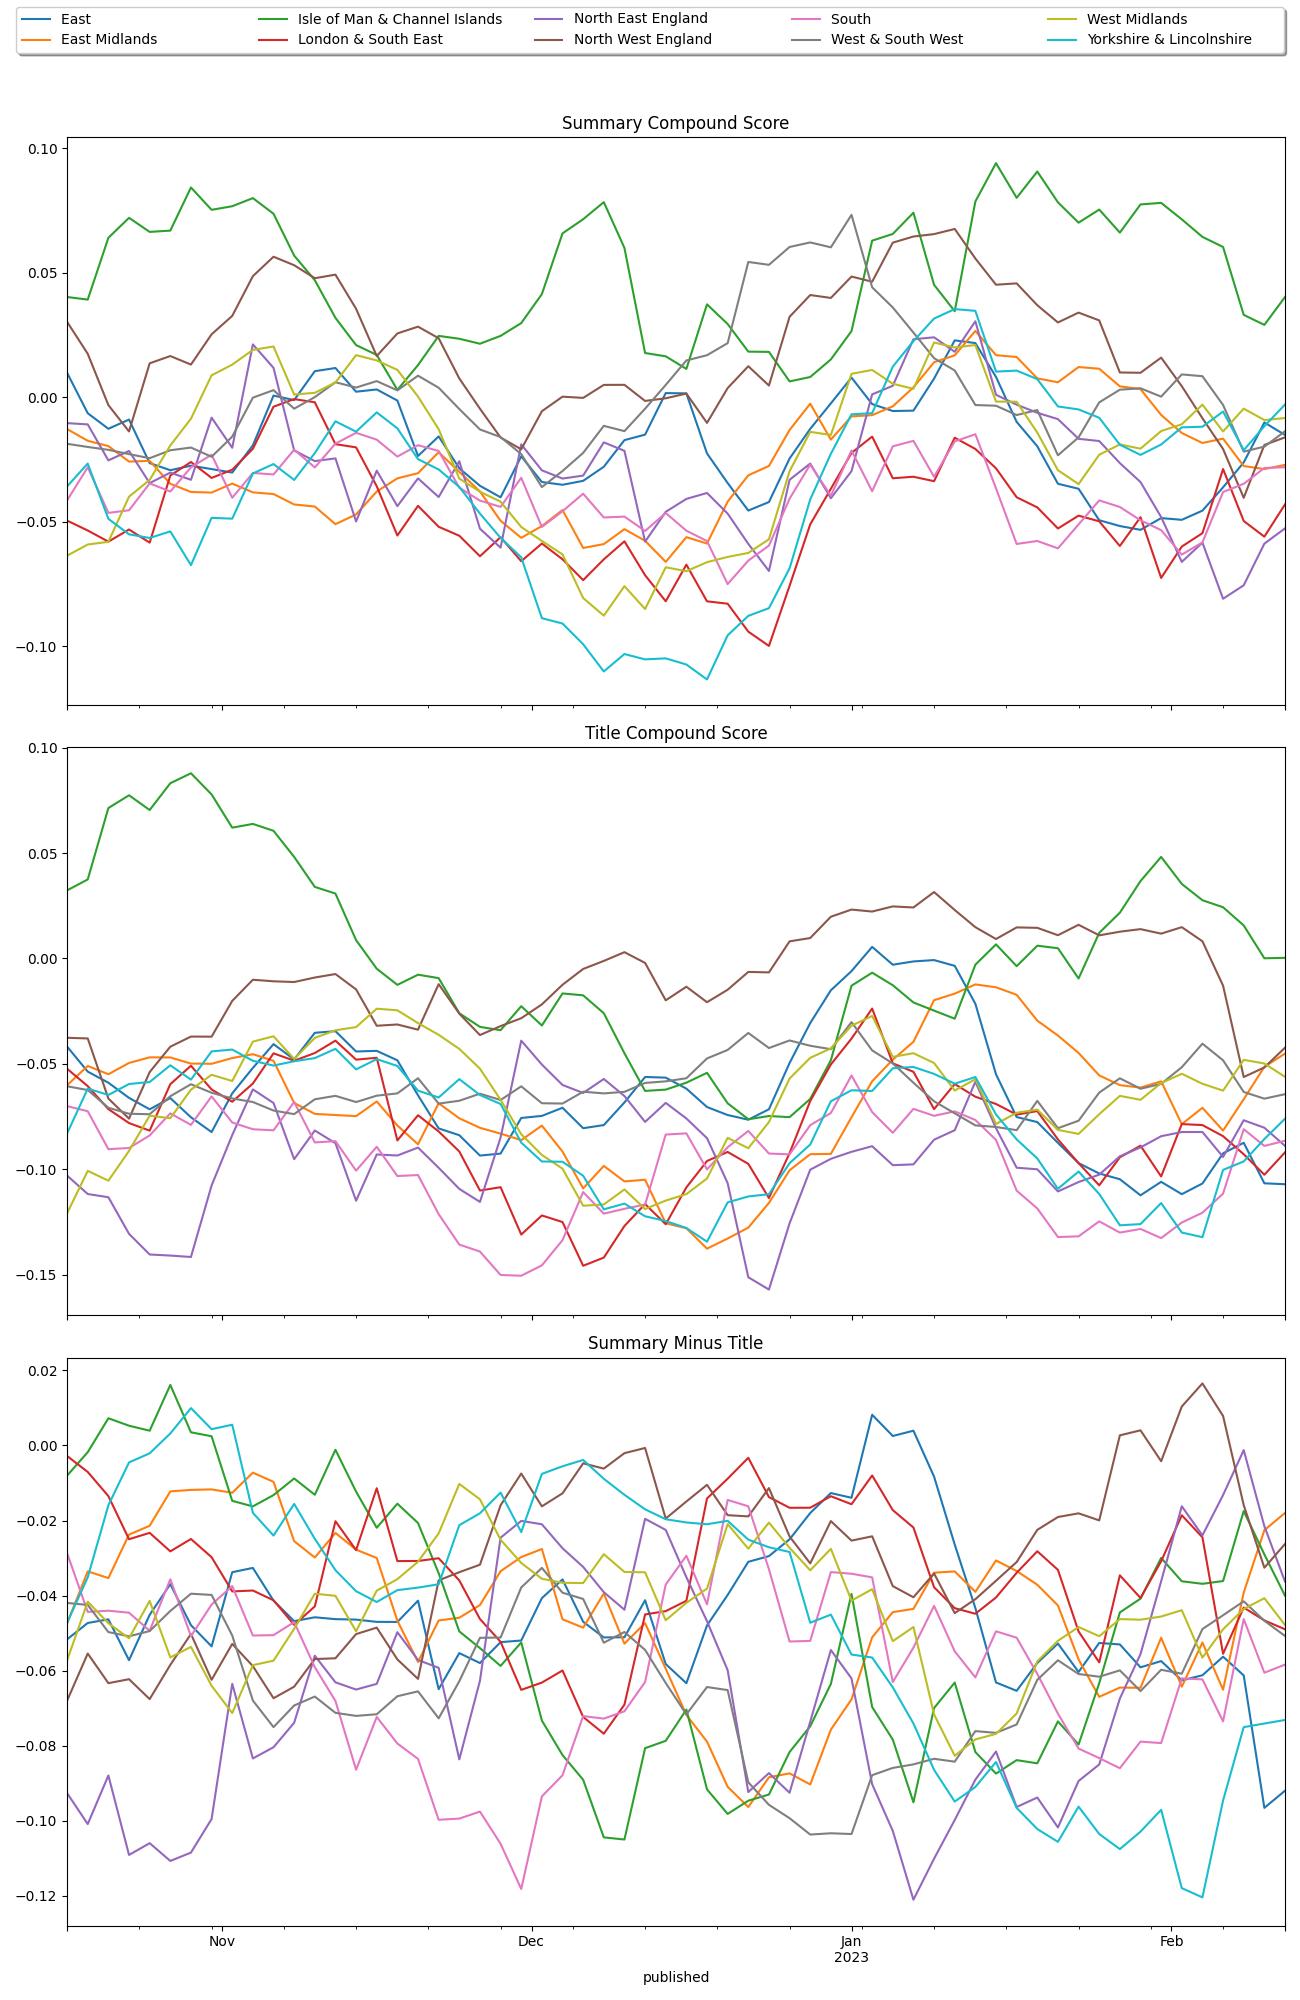 East Isle of Man & Channel Islands North East England South West Midlands
East Midlands London & South East North West England West & South West Yorkshire & Lincolnshire
Summary Compound Score
0.10
0.05
0.00
−0.05
−0.10
Title Compound Score
0.10
0.05
0.00
−0.05
−0.10
−0.15
Summary Minus Title
0.02
0.00
−0.02
−0.04
−0.06
−0.08
−0.10
−0.12
Nov Dec Jan Feb
2023
published